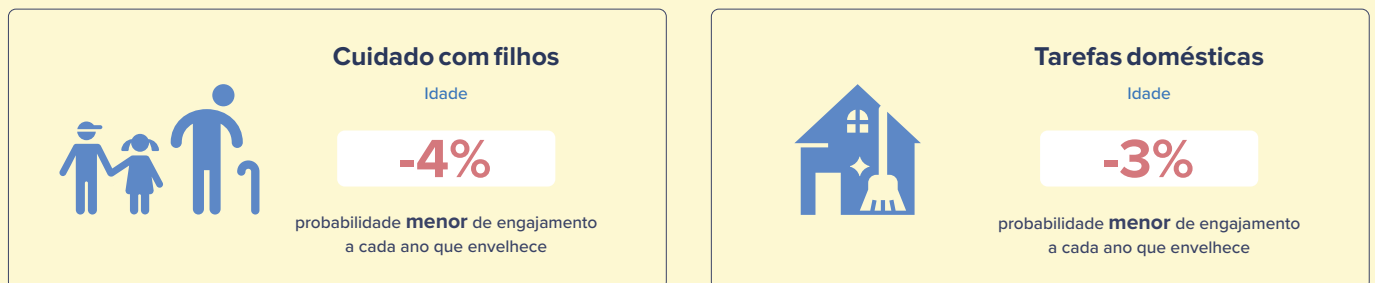 Cuidado com filhos
Idade
-4%
probabilidade menor de engajamento
a cada ano que envelhece
Tarefas domésticas
Idade
-3%
probabilidade menor de engajamento
a cada ano que envelhece